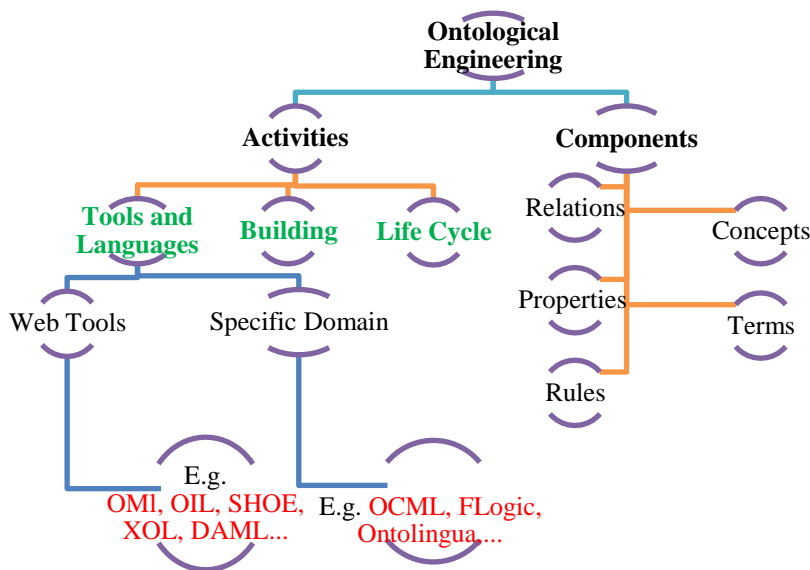 Ontological
Engineering
Activities
Components
Tools and
Languages
Building
Life Cycle
Relations
Concepts
Properties
Terms
Rules
Web Tools
Specific Domain
E.g.
OMl, OIL, SHOE,
XOL, DAML...
E.g. OCML, FLogic,
Ontolingua,...